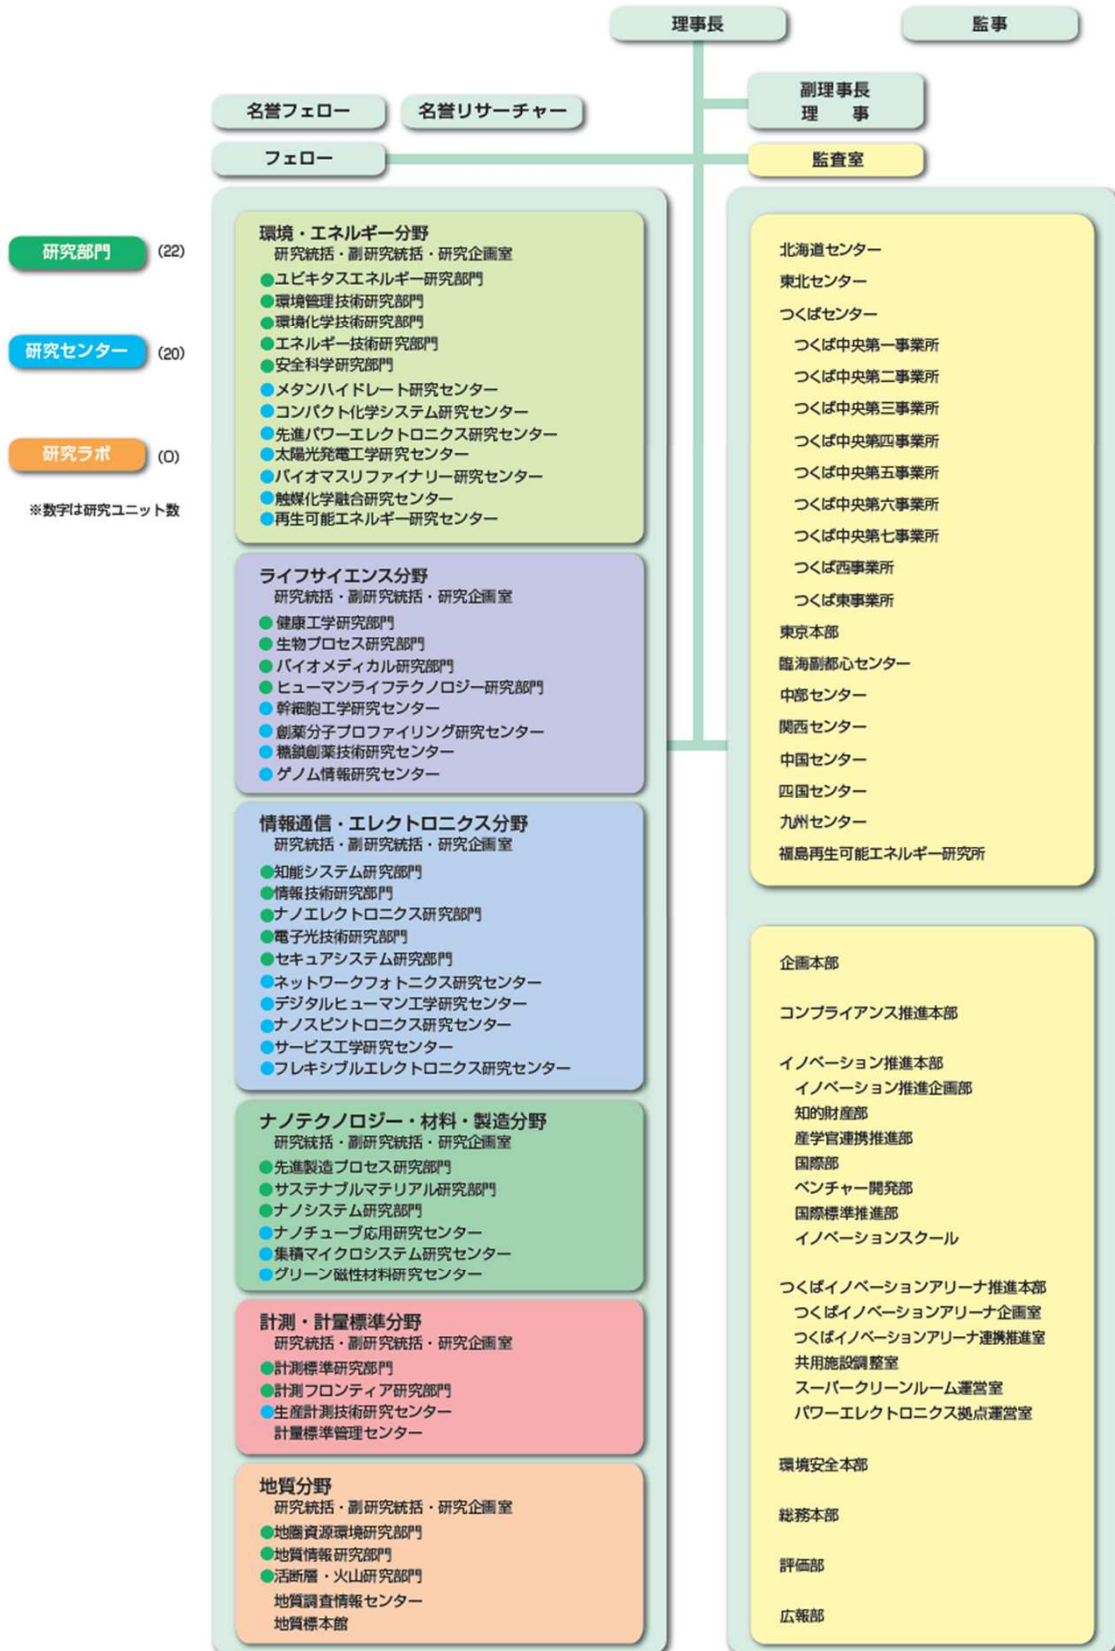 理事長
監事
副理事長
理　事
名誉フェロー
名誉リサーチャー
フェロー
監査室
研究部門 (22)
研究センター (20)
研究ラボ (0)
※数字は研究ユニット数
環境・エネルギー分野
研究統括・副研究統括・研究企画室
ユビキタスエネルギー研究部門
環境管理技術研究部門
環境化学技術研究部門
エネルギー技術研究部門
安全科学研究部門
メタンハイドレート研究センター
コンパクト化学システム研究センター
先進パワーエレクトロニクス研究センター
太陽光発電工学研究センター
バイオマスリファイナリー研究センター
触媒化学融合研究センター
再生可能エネルギー研究センター
ライフサイエンス分野
研究統括・副研究統括・研究企画室
健康工学研究部門
生物プロセス研究部門
バイオメディカル研究部門
ヒューマンライフテクノロジー研究部門
幹細胞工学研究センター
創薬分子プロファイリング研究センター
糖鎖創薬技術研究センター
ゲノム情報研究センター
情報通信・エレクトロニクス分野
研究統括・副研究統括・研究企画室
知能システム研究部門
情報技術研究部門
ナノエレクトロニクス研究部門
電子光技術研究部門
セキュアシステム研究部門
ネットワークフォトニクス研究センター
デジタルヒューマン工学研究センター
ナノスピントロニクス研究センター
サービス工学研究センター
フレキシブルエレクトロニクス研究センター
ナノテクノロジー・材料・製造分野
研究統括・副研究統括・研究企画室
先進製造プロセス研究部門
サステナブルマテリアル研究部門
ナノシステム研究部門
ナノチューブ応用研究センター
集積マイクロシステム研究センター
グリーン磁性材料研究センター
計測・計量標準分野
研究統括・副研究統括・研究企画室
計測標準研究部門
計測フロンティア研究部門
生産計測技術研究センター
計量標準管理センター
地質分野
研究統括・副研究統括・研究企画室
地圏資源環境研究部門
地質情報研究部門
活断層・火山研究部門
地質調査情報センター
地質標本館
北海道センター
東北センター
つくばセンター
つくば中央第一事業所
つくば中央第二事業所
つくば中央第三事業所
つくば中央第四事業所
つくば中央第五事業所
つくば中央第六事業所
つくば中央第七事業所
つくば西事業所
つくば東事業所
東京本部
臨海副都心センター
中部センター
関西センター
中国センター
四国センター
九州センター
福島再生可能エネルギー研究所
企画本部
コンプライアンス推進本部
イノベーション推進本部
イノベーション推進企画部
知的財産部
産学官連携推進部
国際部
ベンチャー開発部
国際標準推進部
イノベーションスクール
つくばイノベーションアリーナ推進本部
つくばイノベーションアリーナ企画室
つくばイノベーションアリーナ連携推進室
共用施設調整室
スーパークリーンルーム運営室
パワーエレクトロニクス拠点運営室
環境安全本部
総務本部
評価部
広報部